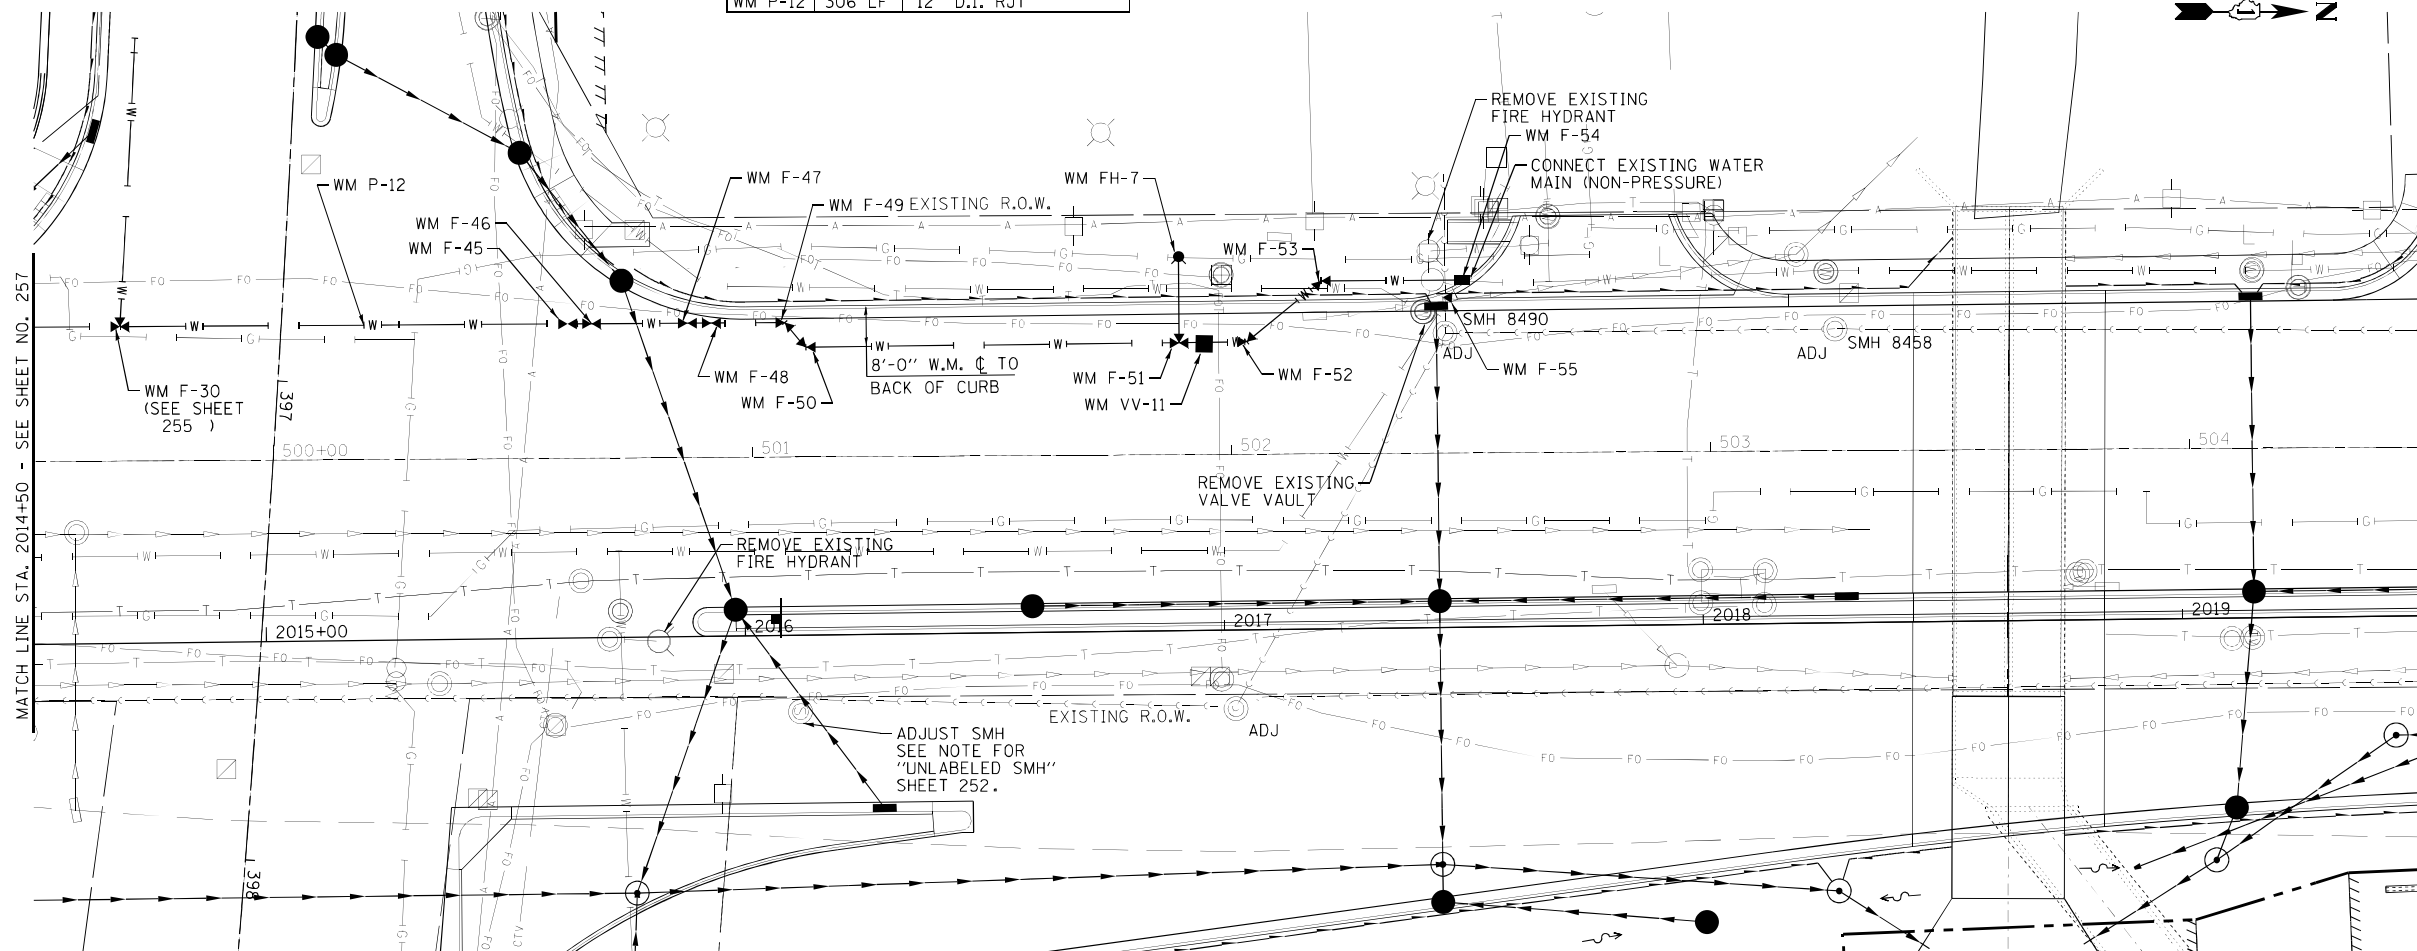 WM P-12 306 LF 12" D.I. RJT
N
REMOVE EXISTING
FIRE HYDRANT
WM F-54
CONNECT EXISTING WATER
MAIN (NON-PRESSURE)
WM P-12
WM F-47
WM FH-7
WM F-49
EXISTING R.O.W.
WM F-46
WM F-45
WM F-53
SMH 8490
ADJ
ADJ
SMH 8458
8'-0" W.M. ℄ TO
BACK OF CURB
WM F-48
WM F-50
WM F-51
WM VV-11
WM F-52
WM F-55
WM F-30
(SEE SHEET
255 )
397
MATCH LINE STA. 2014+50 - SEE SHEET NO. 257
500+00
501
502
503
504
REMOVE EXISTING
VALVE VAULT
REMOVE EXISTING
FIRE HYDRANT
2015+00
2016
2017
2018
2019
EXISTING R.O.W.
ADJ
ADJUST SMH
SEE NOTE FOR
"UNLABELED SMH"
SHEET 252.
398
CTV